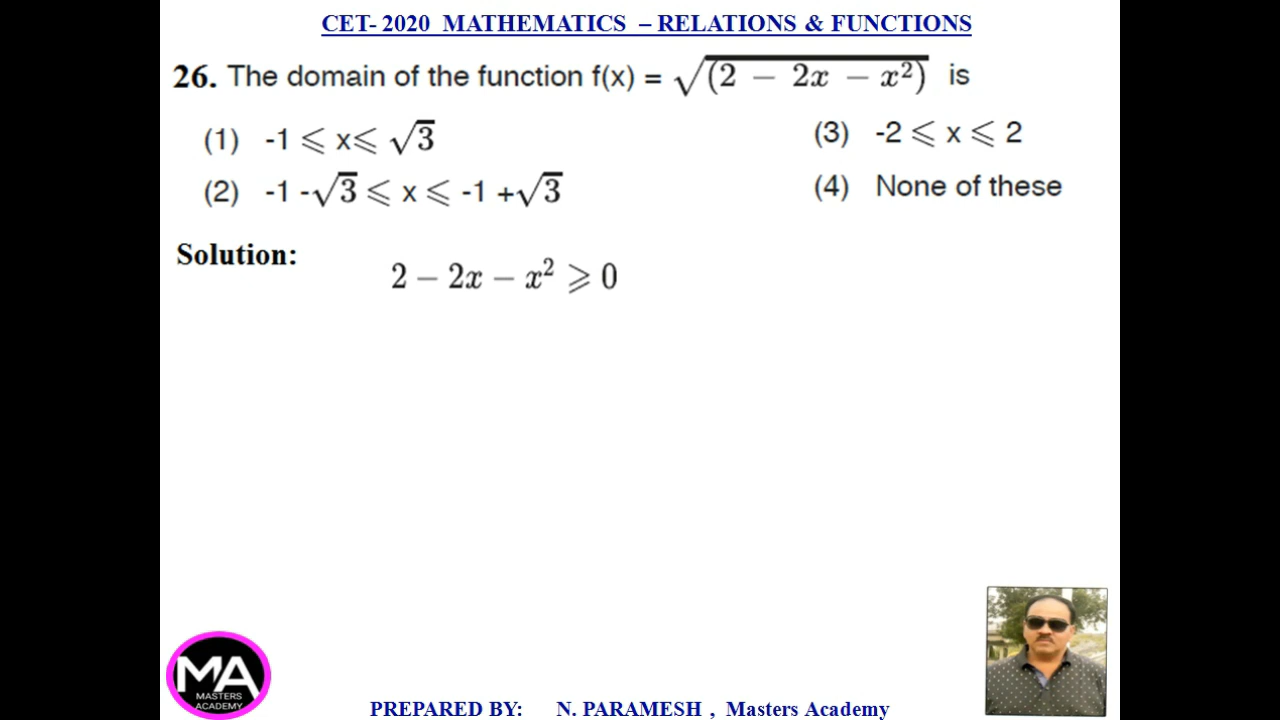 CET- 2020 MATHEMATICS – RELATIONS & FUNCTIONS
26. The domain of the function f(x) = √(2 − 2x − x²) is
(1) -1 ⩽ x⩽ √3
(2) -1 -√3 ⩽ x ⩽ -1 +√3
(3) -2 ⩽ x ⩽ 2
(4) None of these
Solution:
2 − 2x − x² ⩾ 0
MA
MASTERS
ACADEMY
PREPARED BY: N. PARAMESH , Masters Academy